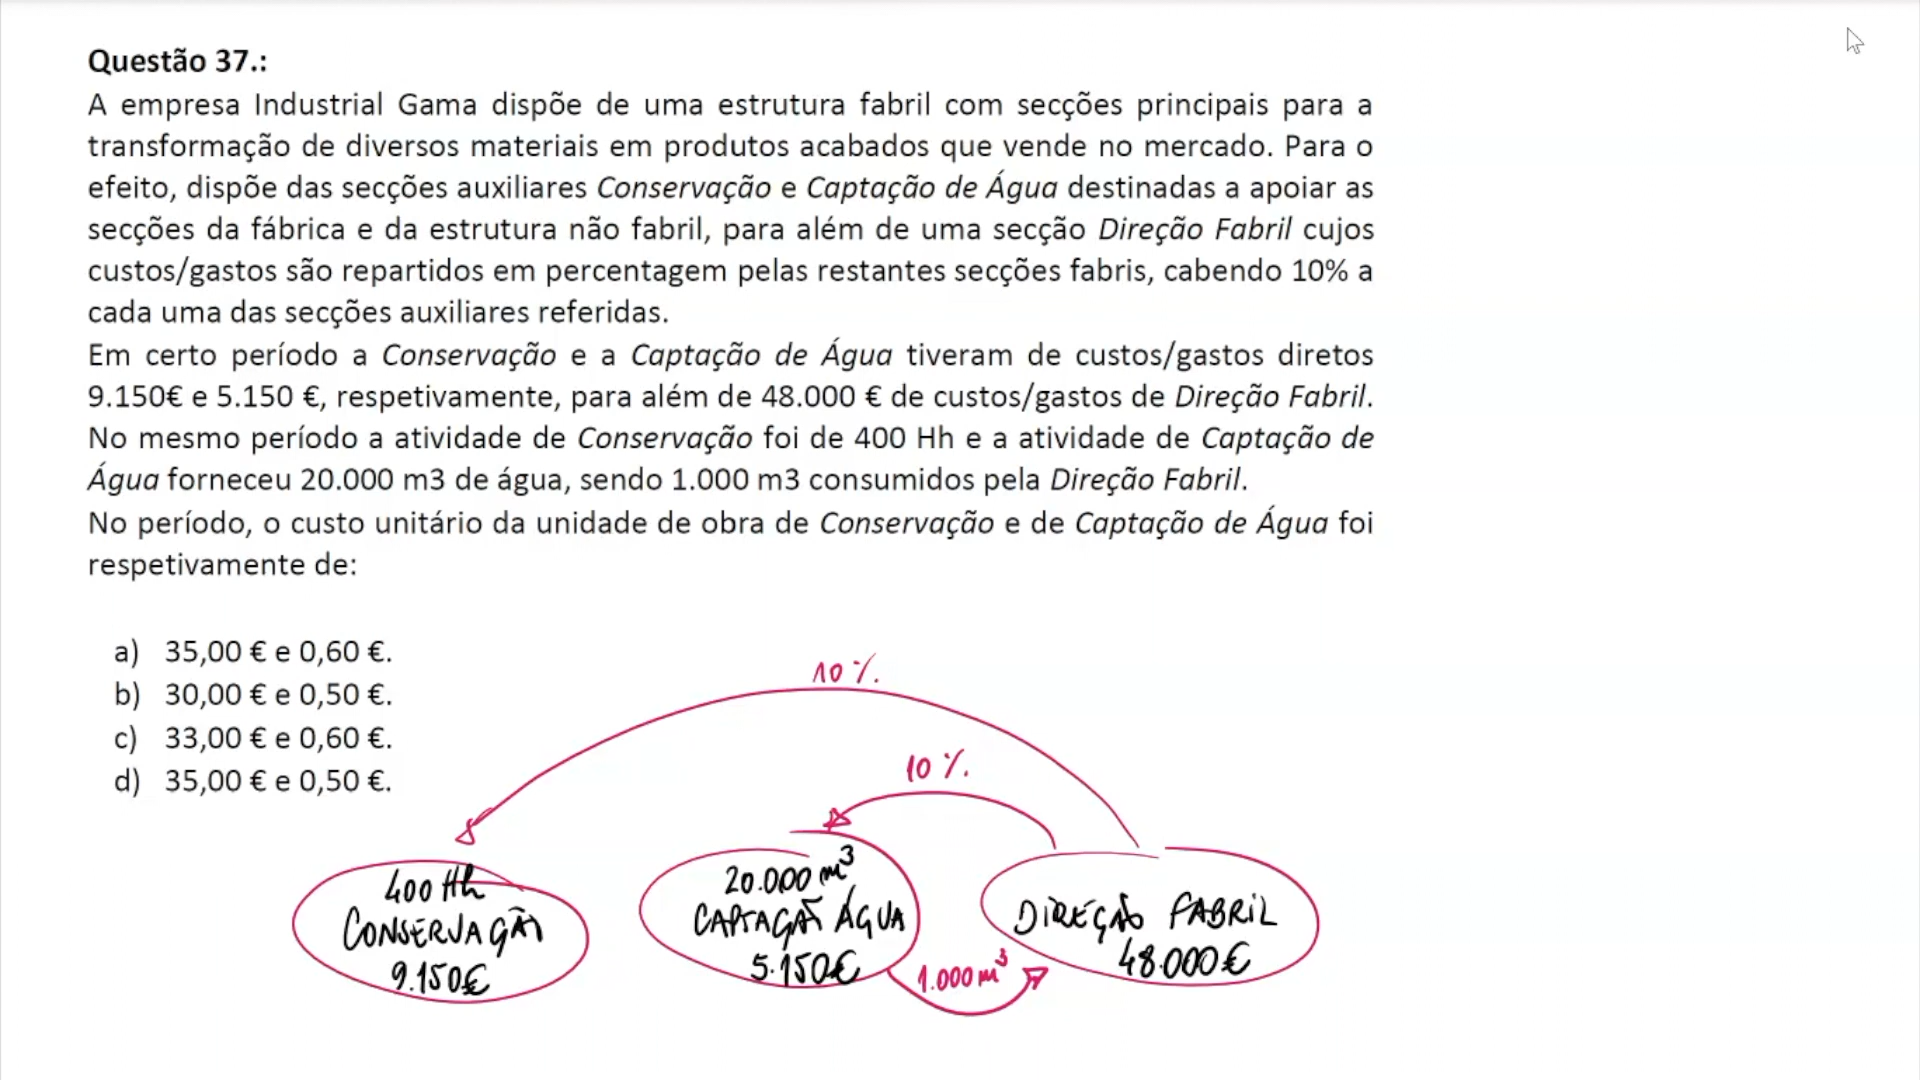 Questão 37.:
A empresa Industrial Gama dispõe de uma estrutura fabril com secções principais para a
transformação de diversos materiais em produtos acabados que vende no mercado. Para o
efeito, dispõe das secções auxiliares Conservação e Captação de Água destinadas a apoiar as
secções da fábrica e da estrutura não fabril, para além de uma secção Direção Fabril cujos
custos/gastos são repartidos em percentagem pelas restantes secções fabris, cabendo 10% a
cada uma das secções auxiliares referidas.
Em certo período a Conservação e a Captação de Água tiveram de custos/gastos diretos
9.150€ e 5.150 €, respetivamente, para além de 48.000 € de custos/gastos de Direção Fabril.
No mesmo período a atividade de Conservação foi de 400 Hh e a atividade de Captação de
Água forneceu 20.000 m3 de água, sendo 1.000 m3 consumidos pela Direção Fabril.
No período, o custo unitário da unidade de obra de Conservação e de Captação de Água foi
respetivamente de:
a) 35,00 € e 0,60 €.
b) 30,00 € e 0,50 €.
c) 33,00 € e 0,60 €.
d) 35,00 € e 0,50 €.
10 %.
10 %.
400 Hh
CONSERVAÇÃO
9.150€
20.000 m³
CAPTAÇÃO ÁGUA
5.150€
1.000 m³
DIREÇÃO FABRIL
48.000€